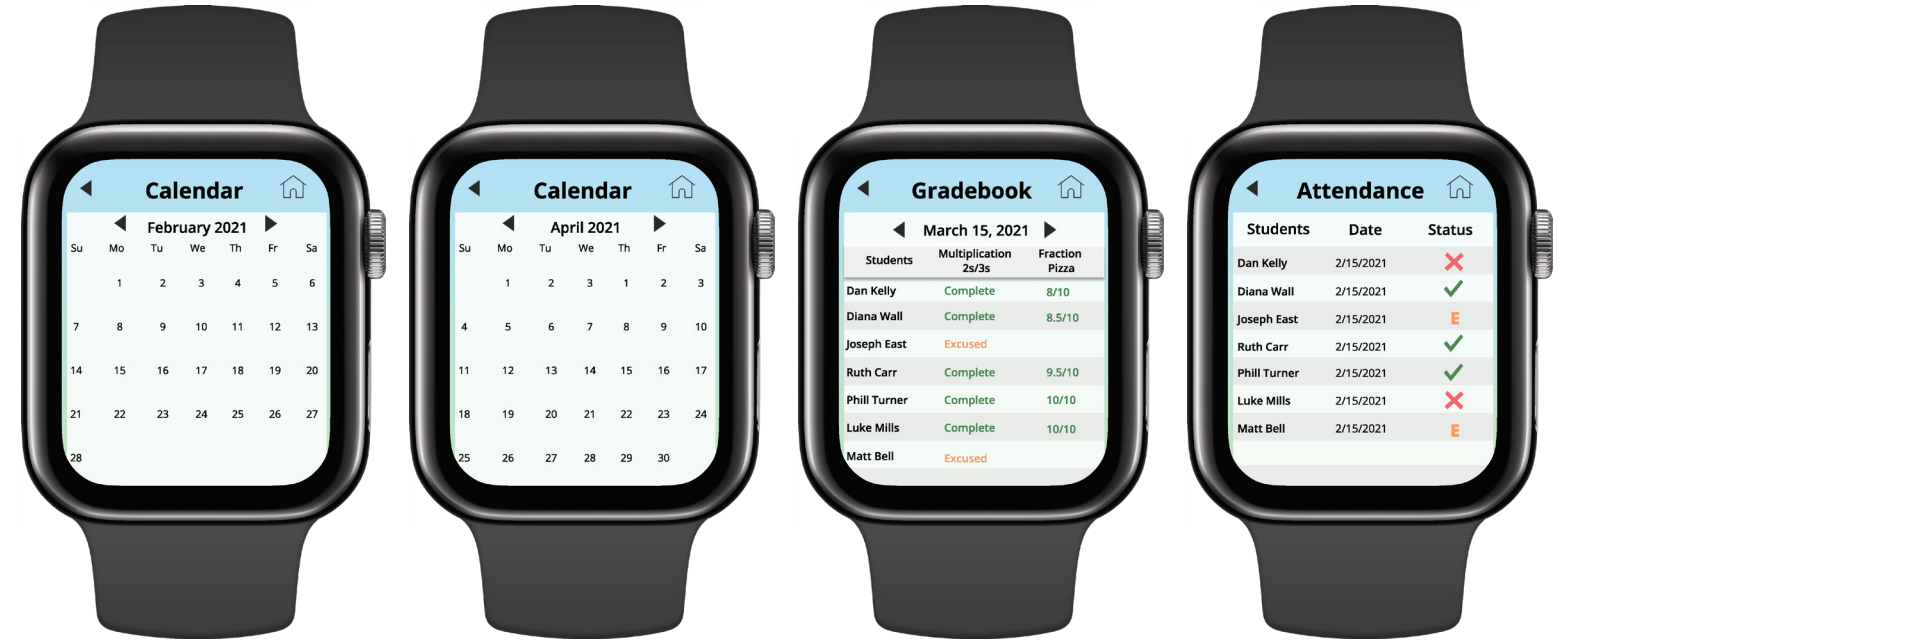 Calendar
February 2021
Su Mo Tu We Th Fr Sa
1 2 3 4 5 6
7 8 9 10 11 12 13
14 15 16 17 18 19 20
21 22 23 24 25 26 27
28
Calendar
April 2021
Su Mo Tu We Th Fr Sa
1 2 3 1 2 3
4 5 6 7 8 9 10
11 12 13 14 15 16 17
18 19 20 21 22 23 24
25 26 27 28 29 30
Gradebook
March 15, 2021
Students Multiplication 2s/3s Fraction Pizza
Dan Kelly Complete 8/10
Diana Wall Complete 8.5/10
Joseph East Excused
Ruth Carr Complete 9.5/10
Phill Turner Complete 10/10
Luke Mills Complete 10/10
Matt Bell Excused
Attendance
Students Date Status
Dan Kelly 2/15/2021
Diana Wall 2/15/2021
Joseph East 2/15/2021 E
Ruth Carr 2/15/2021
Phill Turner 2/15/2021
Luke Mills 2/15/2021
Matt Bell 2/15/2021 E